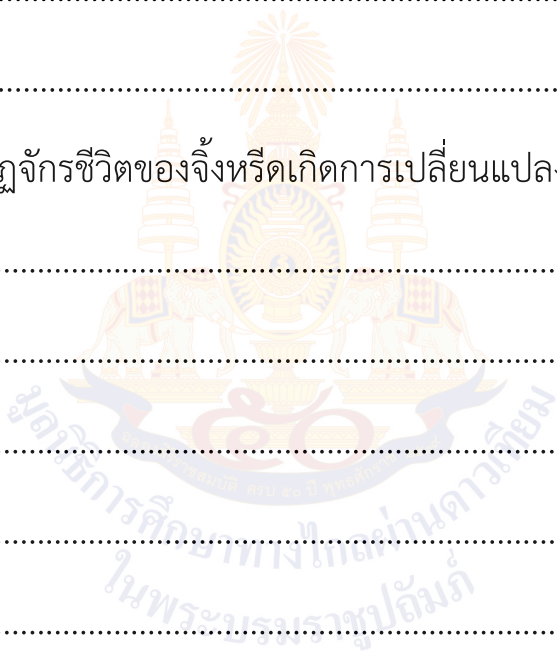 ฏจักรชีวิตของจิ้งหรีดเกิดการเปลี่ยนแปลง
๕๐
มูลนิธิการศึกษาทางไกลผ่านดาวเทียม
ในพระบรมราชูปถัมภ์